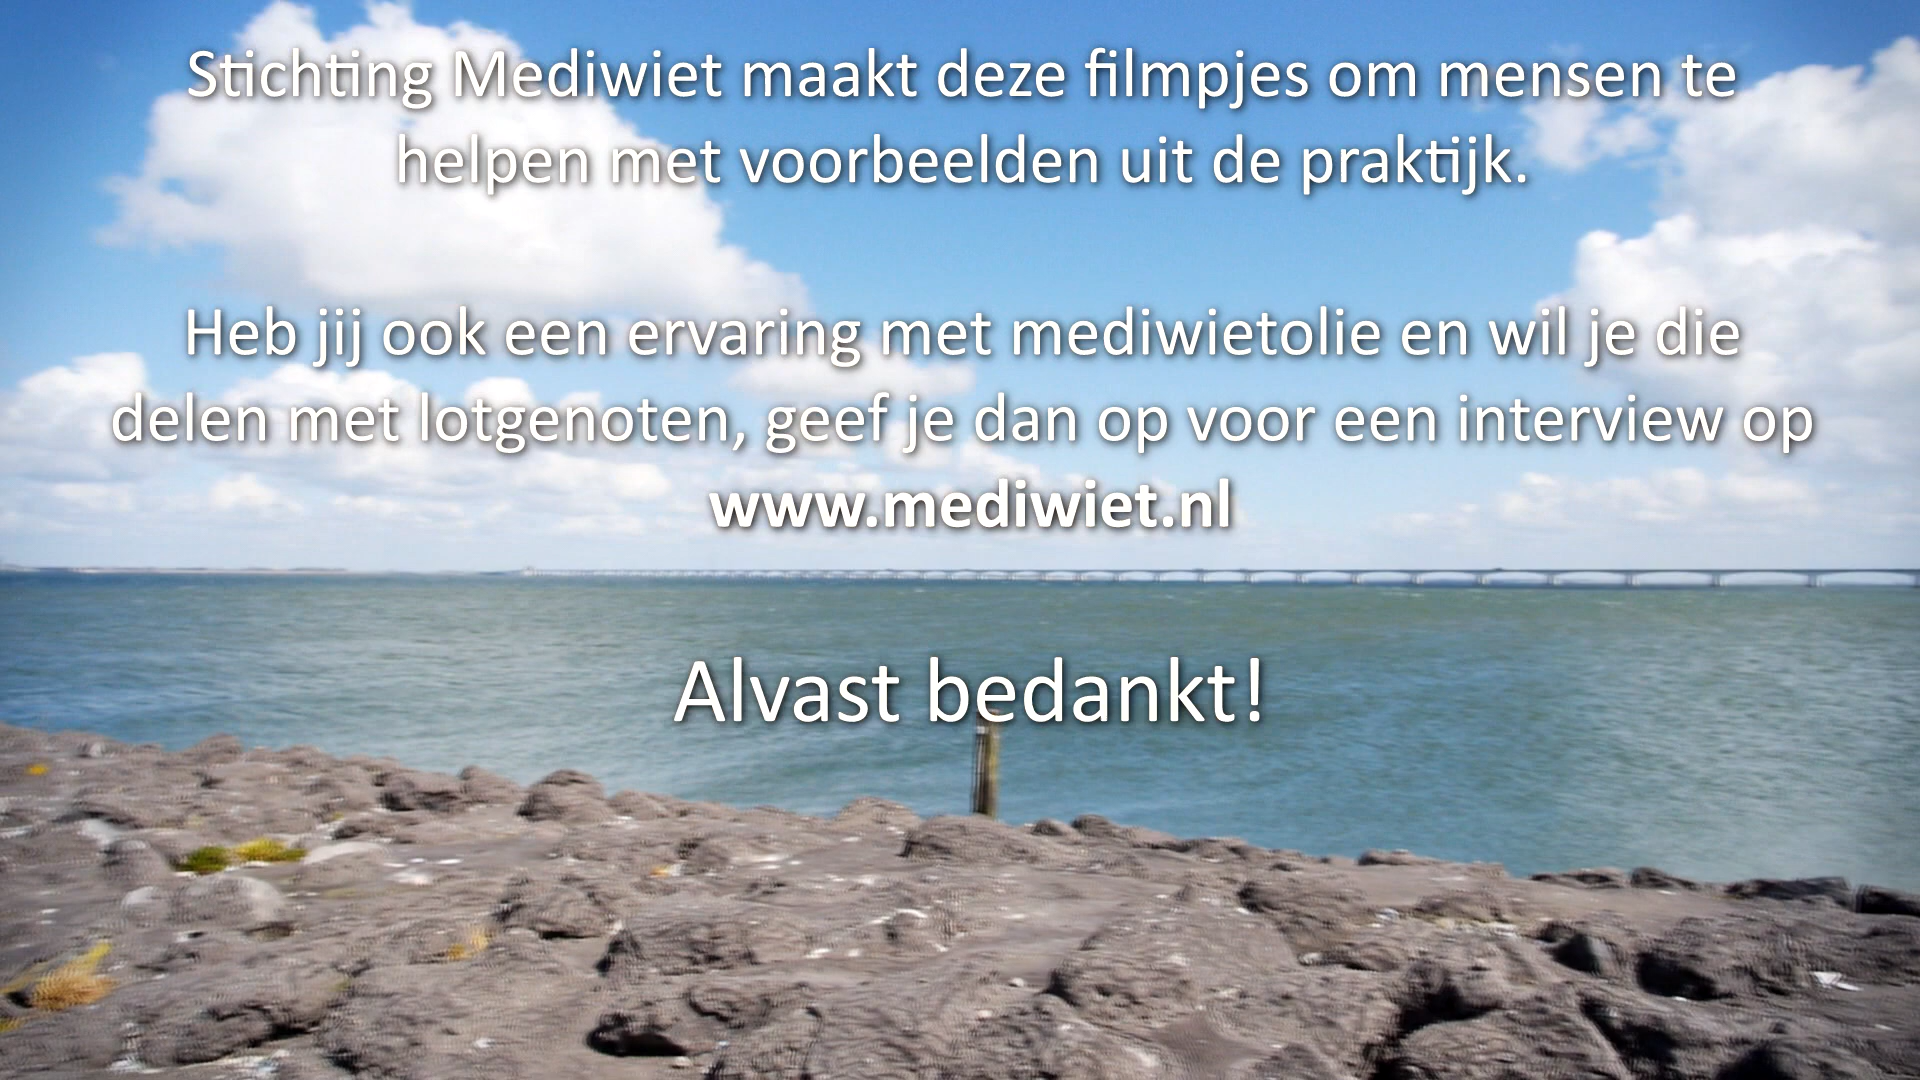 Stichting Mediwiet maakt deze filmpjes om mensen te
helpen met voorbeelden uit de praktijk.
Heb jij ook een ervaring met mediwietolie en wil je die
delen met lotgenoten, geef je dan op voor een interview op
www.mediwiet.nl
Alvast bedankt!